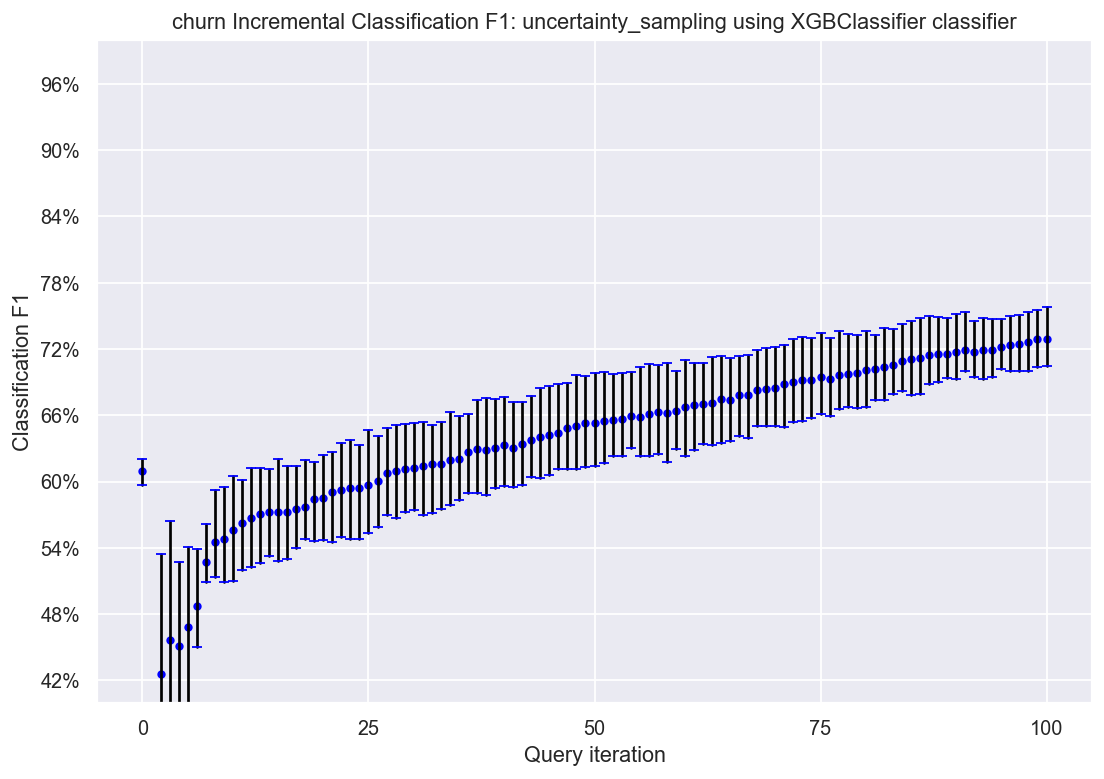 churn Incremental Classification F1: uncertainty_sampling using XGBClassifier classifier
96%
90%
84%
78%
72%
66%
60%
54%
48%
42%
Classification F1
0 25 50 75 100
Query iteration